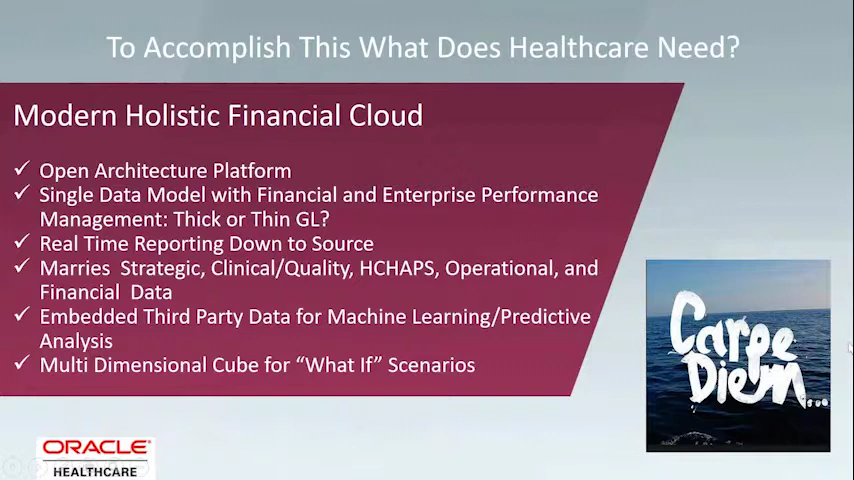 To Accomplish This What Does Healthcare Need?
Modern Holistic Financial Cloud
✓ Open Architecture Platform
✓ Single Data Model with Financial and Enterprise Performance
Management: Thick or Thin GL?
✓ Real Time Reporting Down to Source
✓ Marries Strategic, Clinical/Quality, HCHAPS, Operational, and
Financial Data
✓ Embedded Third Party Data for Machine Learning/Predictive
Analysis
✓ Multi Dimensional Cube for “What If” Scenarios
Carpe
Diem...
ORACLE®
HEALTHCARE